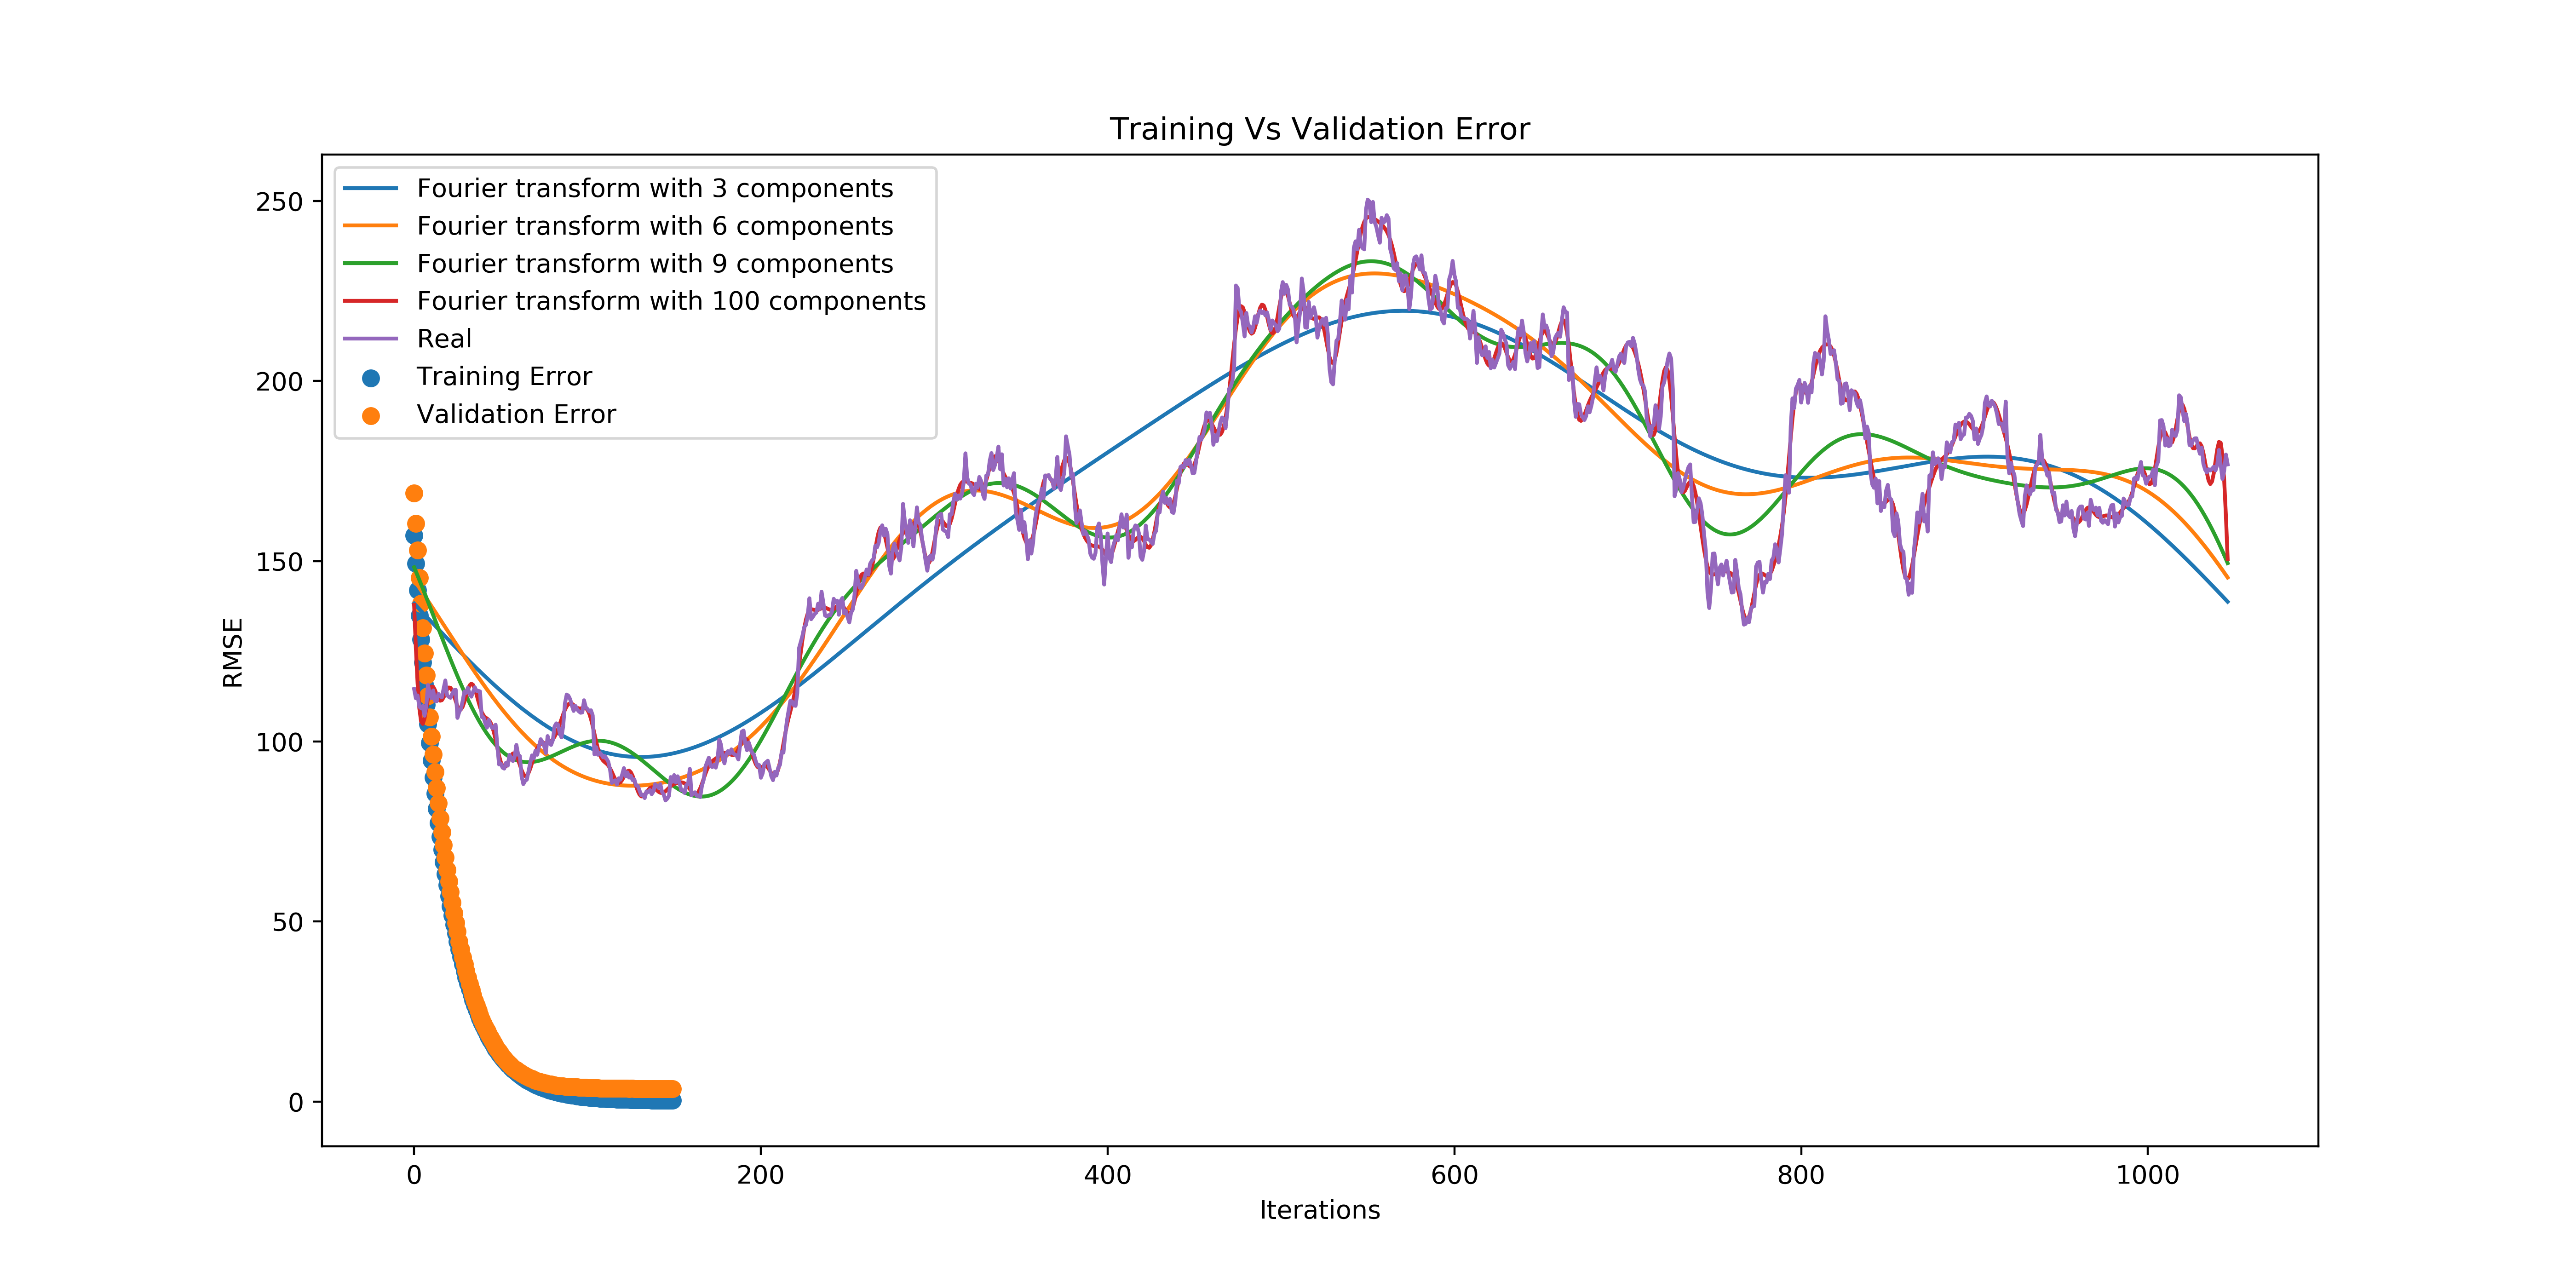 Training Vs Validation Error
Fourier transform with 3 components
Fourier transform with 6 components
Fourier transform with 9 components
Fourier transform with 100 components
Real
Training Error
Validation Error
250
200
150
100
50
0
RMSE
0 200 400 600 800 1000
Iterations